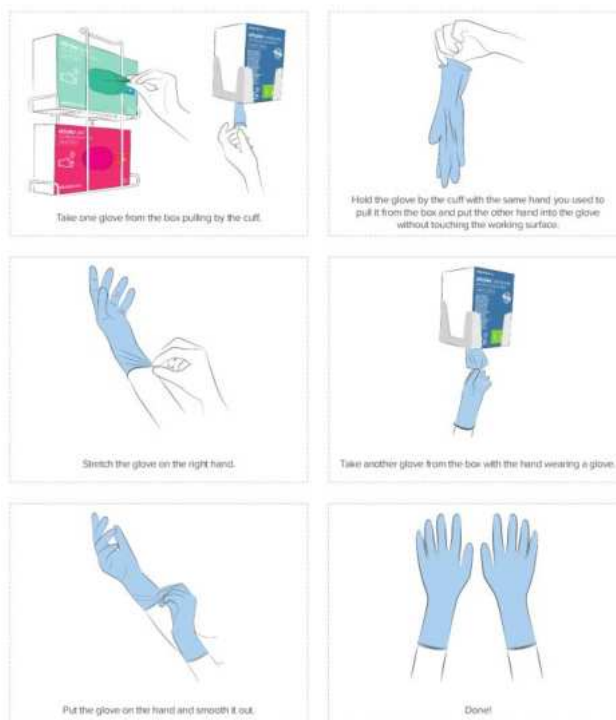 Take one glove from the box pulling by the cuff.
Hold the glove by the cuff with the same hand you used to
pull it from the box and put the other hand into the glove
without touching the working surface.
Stretch the glove on the right hand.
Take another glove from the box with the hand wearing a glove.
Put the glove on the hand and smooth it out.
Done!